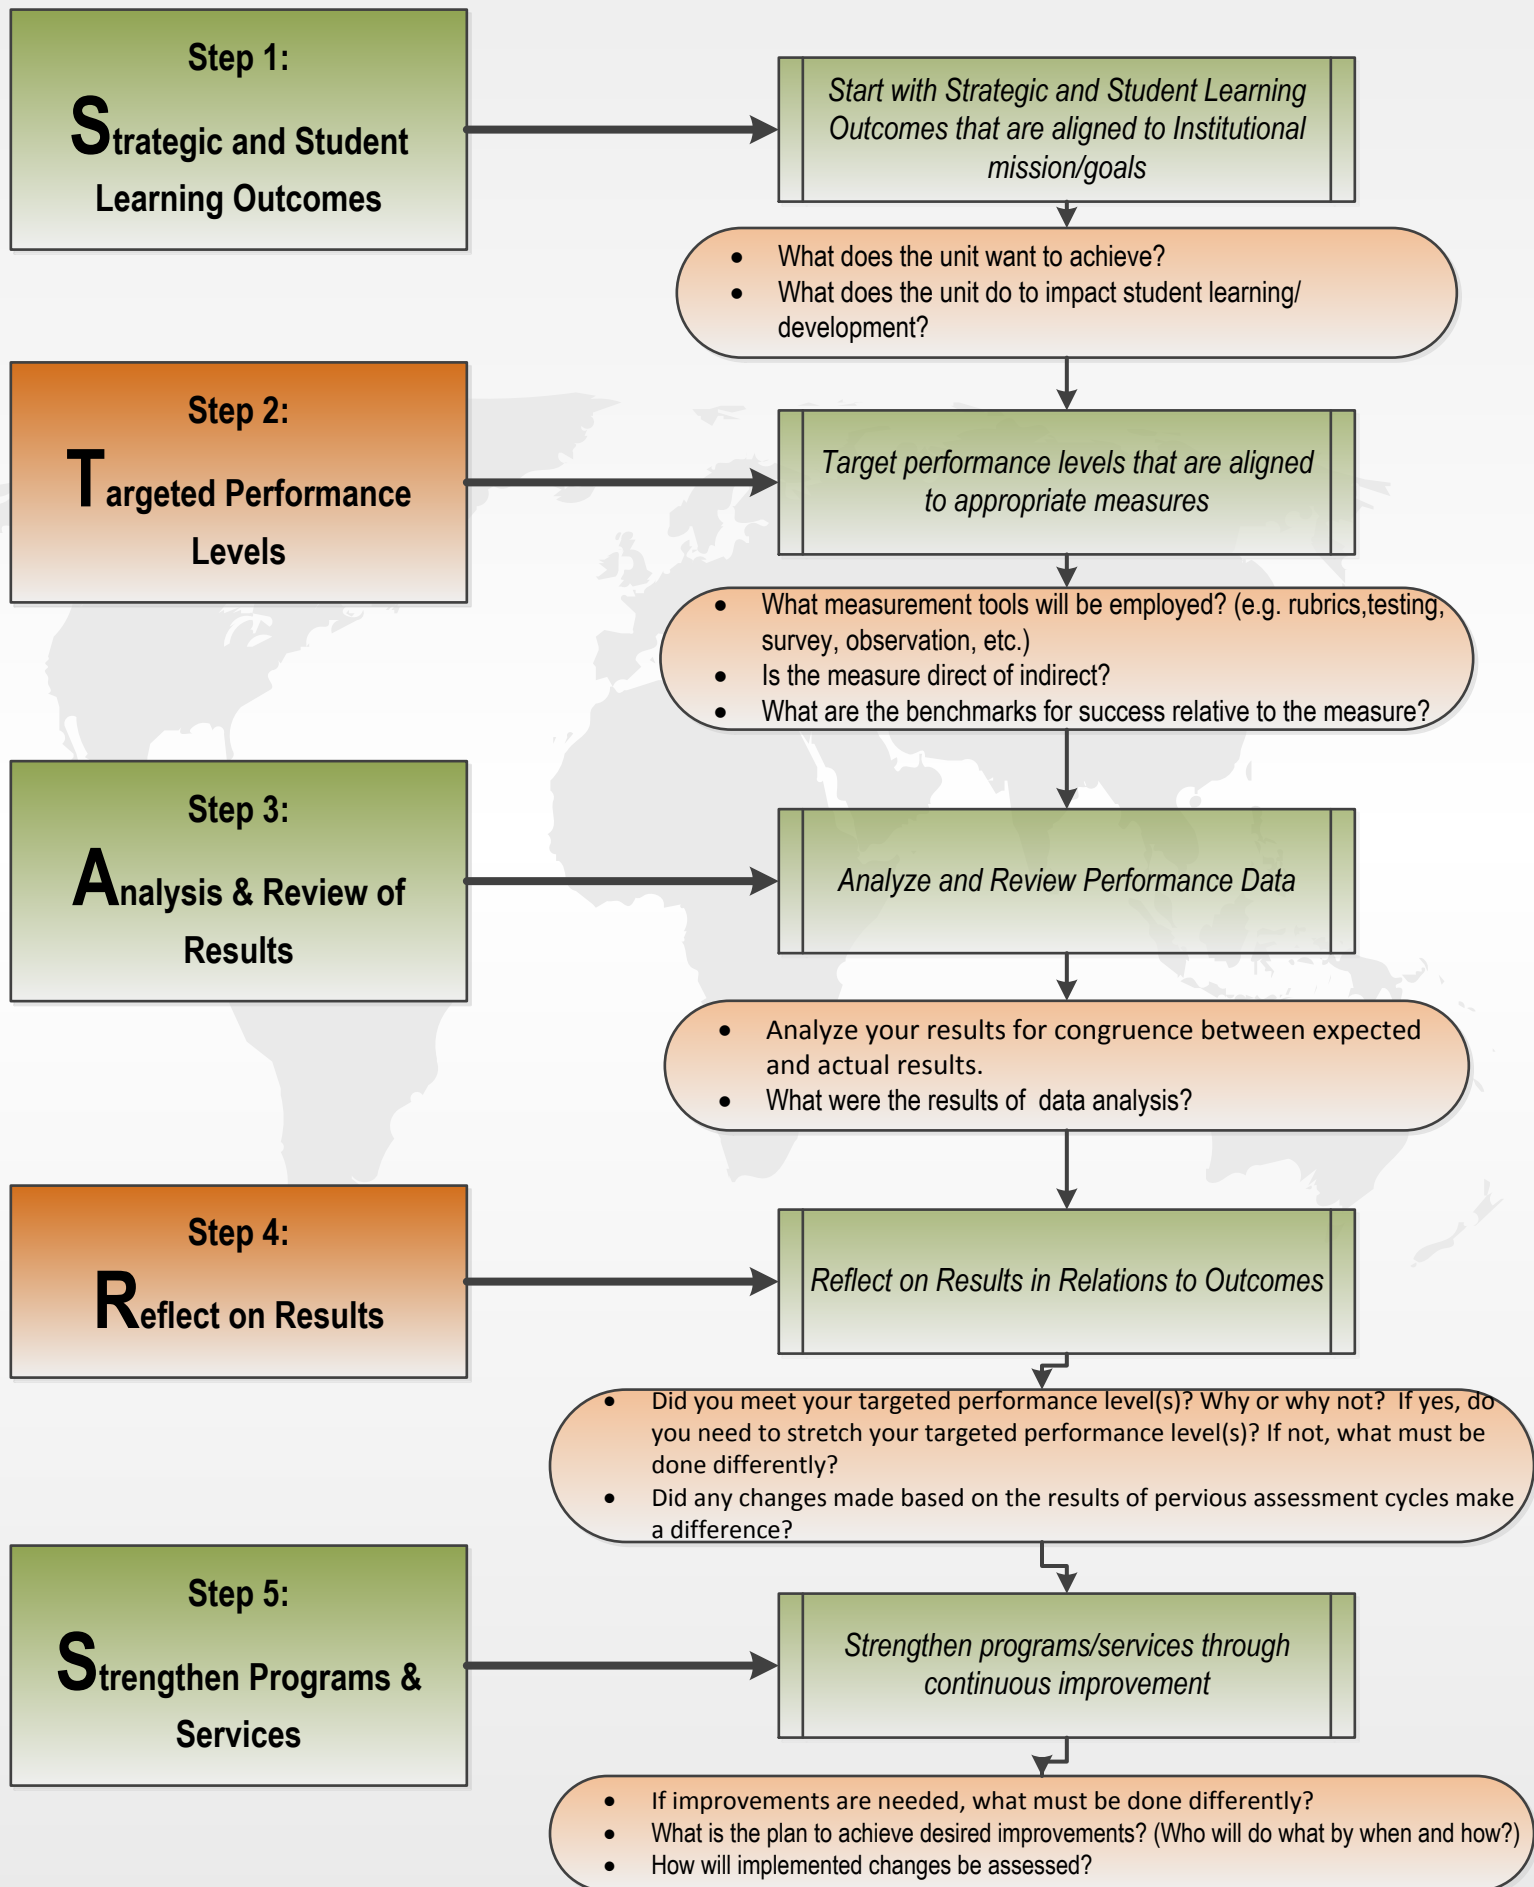 Step 1:
Strategic and Student
Learning Outcomes
Start with Strategic and Student Learning
Outcomes that are aligned to Institutional
mission/goals
• What does the unit want to achieve?
• What does the unit do to impact student learning/
development?
Step 2:
Targeted Performance
Levels
Target performance levels that are aligned
to appropriate measures
• What measurement tools will be employed? (e.g. rubrics,testing,
survey, observation, etc.)
• Is the measure direct of indirect?
• What are the benchmarks for success relative to the measure?
Step 3:
Analysis & Review of
Results
Analyze and Review Performance Data
• Analyze your results for congruence between expected
and actual results.
• What were the results of  data analysis?
Step 4:
Reflect on Results
Reflect on Results in Relations to Outcomes
• Did you meet your targeted performance level(s)? Why or why not?  If yes, do
you need to stretch your targeted performance level(s)? If not, what must be
done differently?
• Did any changes made based on the results of pervious assessment cycles make
a difference?
Step 5:
Strengthen Programs &
Services
Strengthen programs/services through
continuous improvement
• If improvements are needed, what must be done differently?
• What is the plan to achieve desired improvements? (Who will do what by when and how?)
• How will implemented changes be assessed?